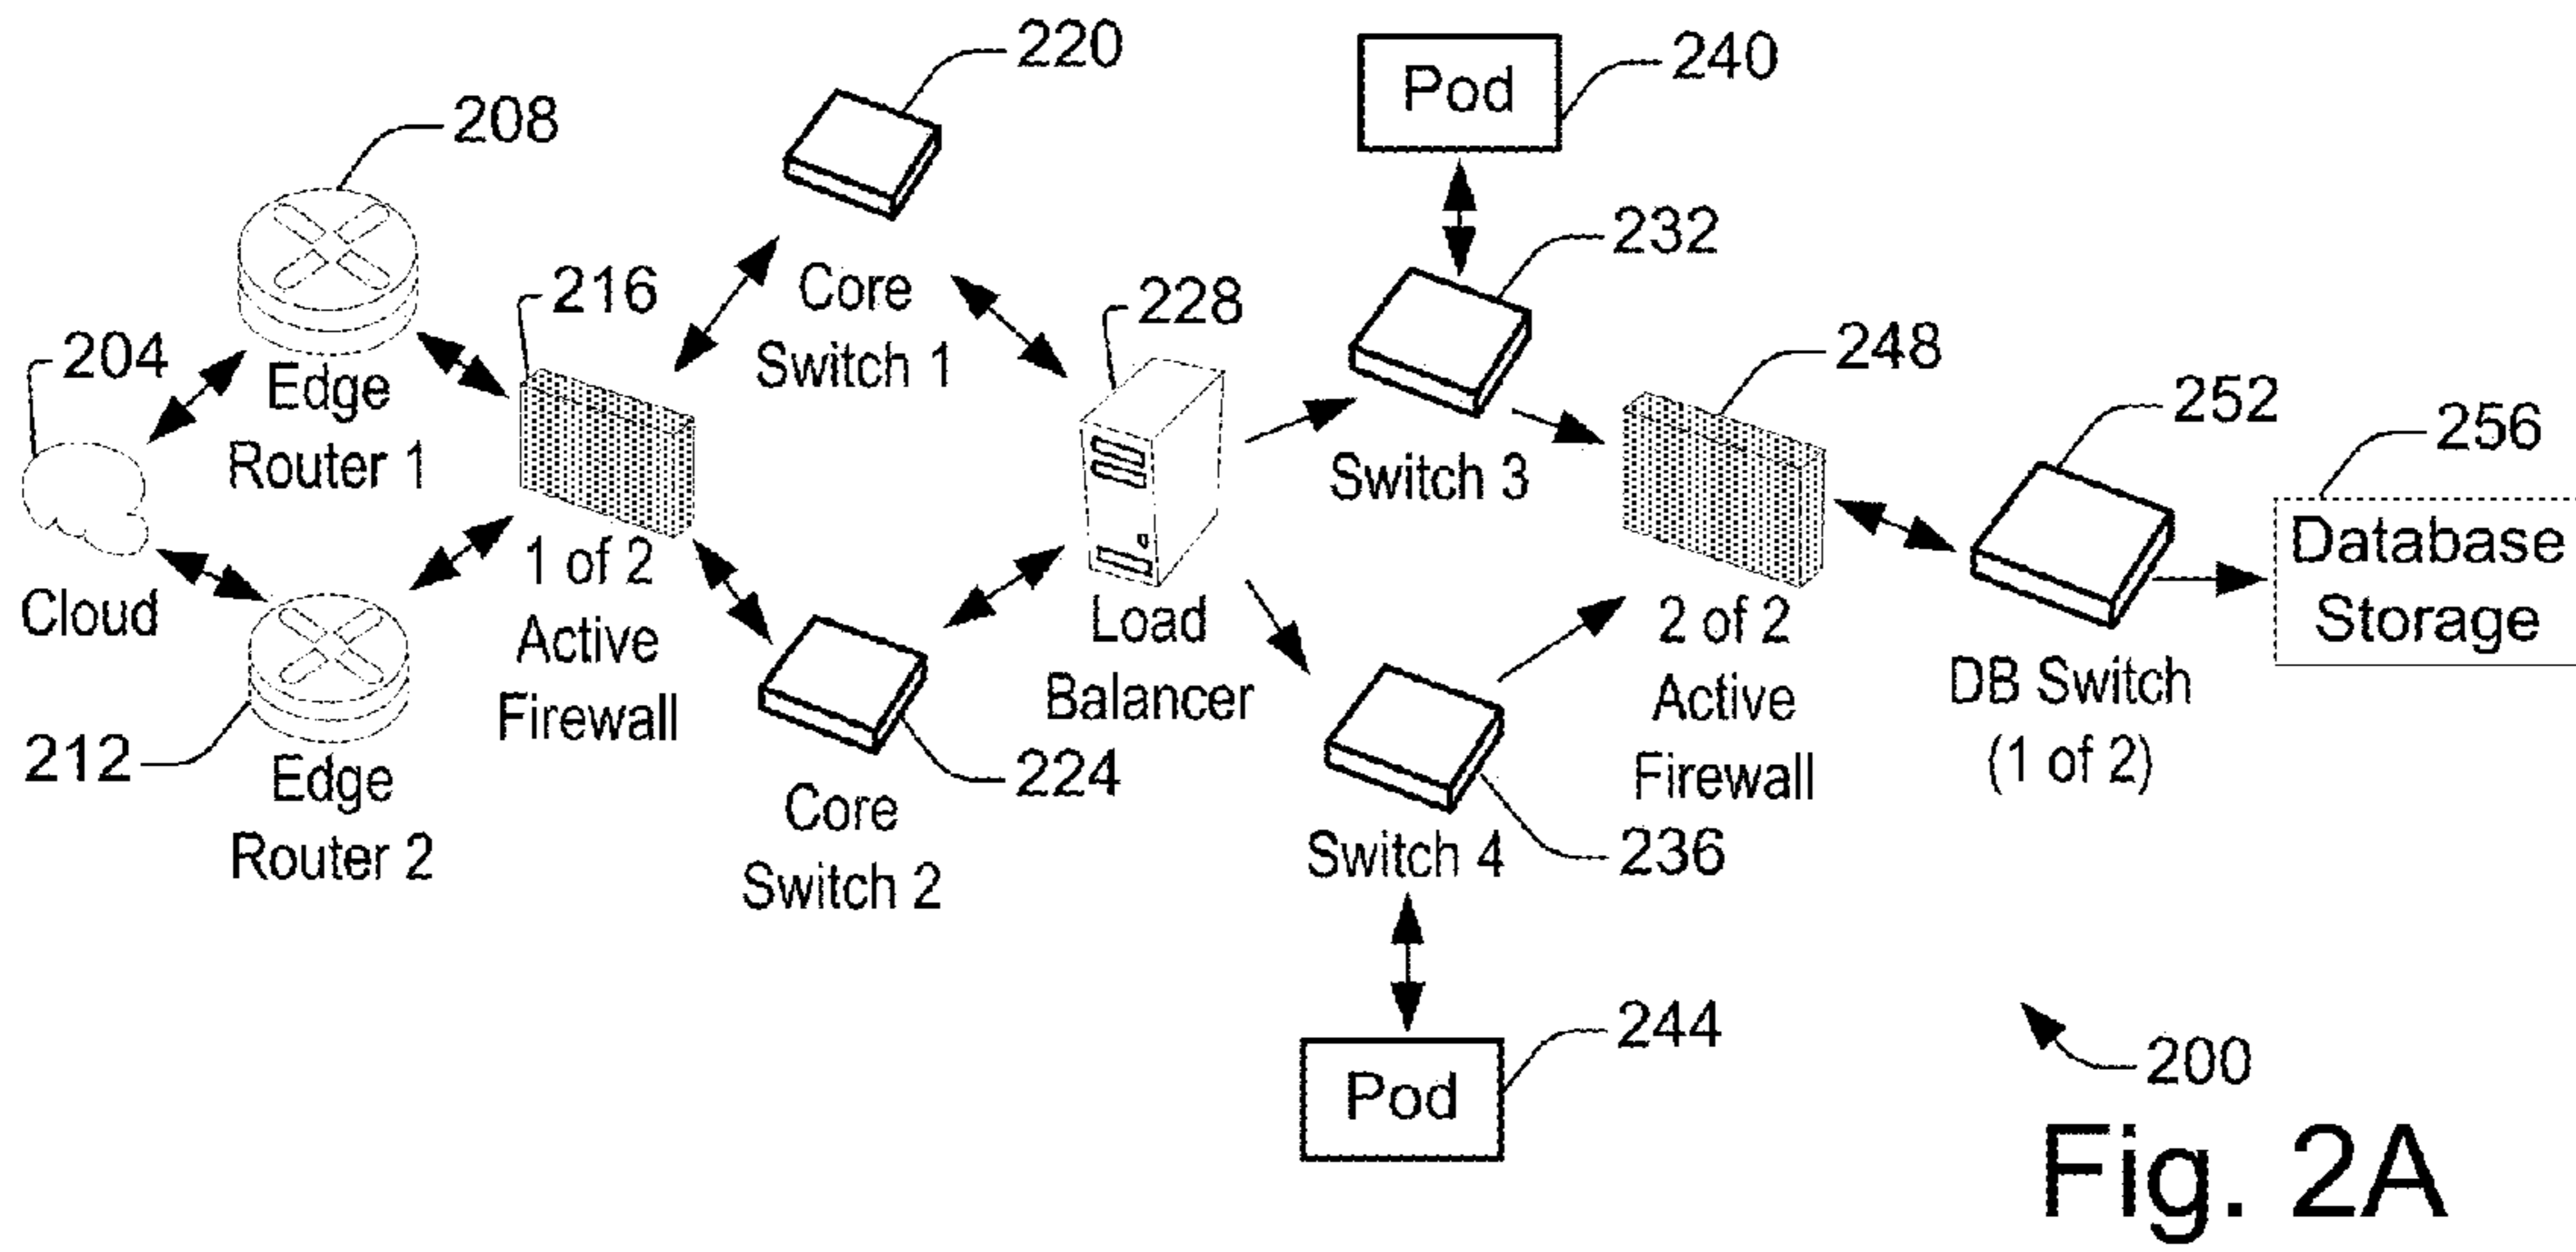 220
Pod
240
208
232
216
Core
Switch 1
228
248
204
Edge
Router 1
252
256
Switch 3
Database
Storage
1 of 2
Active
Firewall
Cloud
Load
Balancer
2 of 2
Active
Firewall
DB Switch
(1 of 2)
212
Edge
Router 2
224
Core
Switch 2
Switch 4
236
244
Pod
200
Fig. 2A